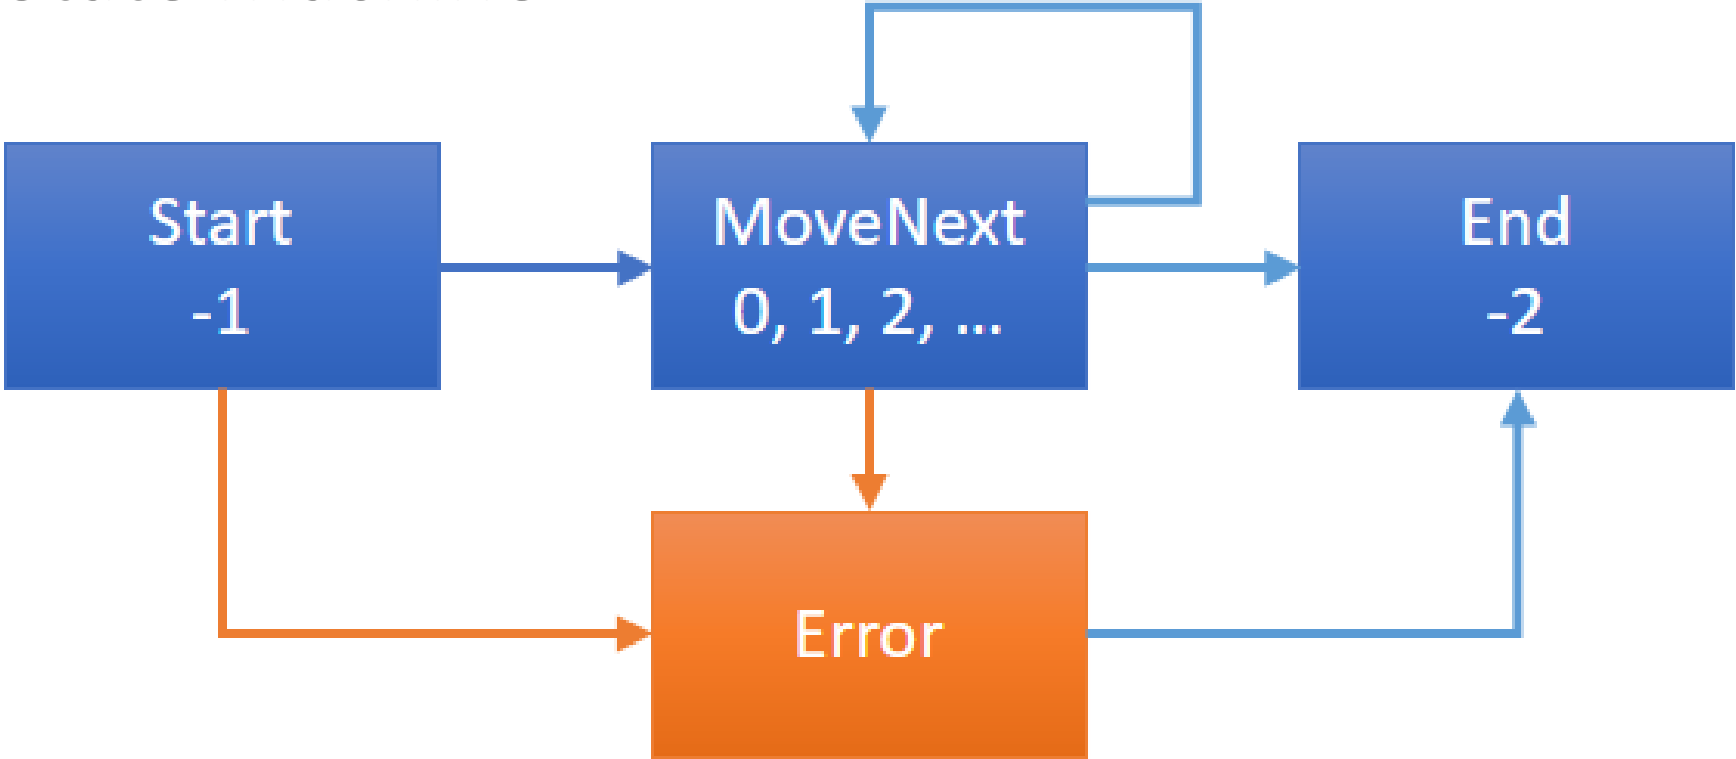 Start
-1
MoveNext
0, 1, 2, ...
End
-2
Error